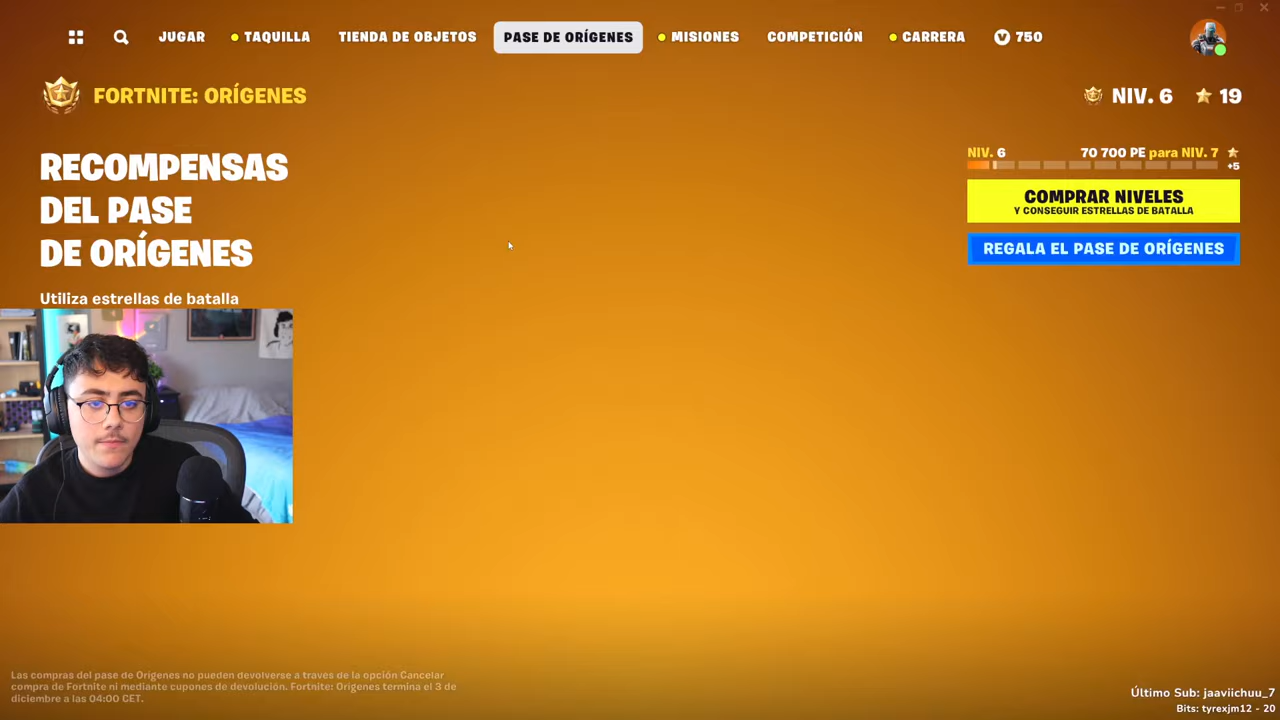 JUGAR TAQUILLA TIENDA DE OBJETOS PASE DE ORÍGENES MISIONES COMPETICIÓN CARRERA V 750
FORTNITE: ORÍGENES
NIV. 6 19
RECOMPENSAS
DEL PASE
DE ORÍGENES
Utiliza estrellas de batalla
NIV. 6 70 700 PE para NIV. 7
+5
COMPRAR NIVELES
Y CONSEGUIR ESTRELLAS DE BATALLA
REGALA EL PASE DE ORÍGENES
Las compras del pase de Orígenes no pueden devolverse a través de la opción Cancelar
compra de Fortnite ni mediante cupones de devolución. Fortnite: Orígenes termina el 3 de
diciembre a las 04:00 CET.
Último Sub: jaaviichuu_7
Bits: tyrexjm12 - 20